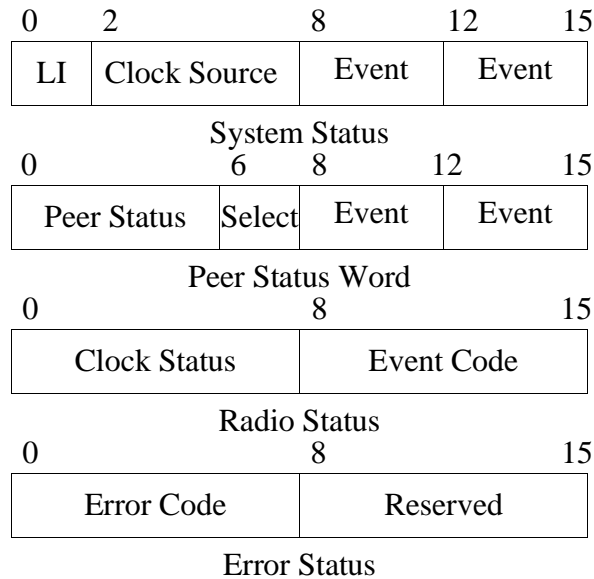 0 2 8 12 15
LI Clock Source Event Event
System Status
0 6 8 12 15
Peer Status Select Event Event
Peer Status Word
0 8 15
Clock Status Event Code
Radio Status
0 8 15
Error Code Reserved
Error Status